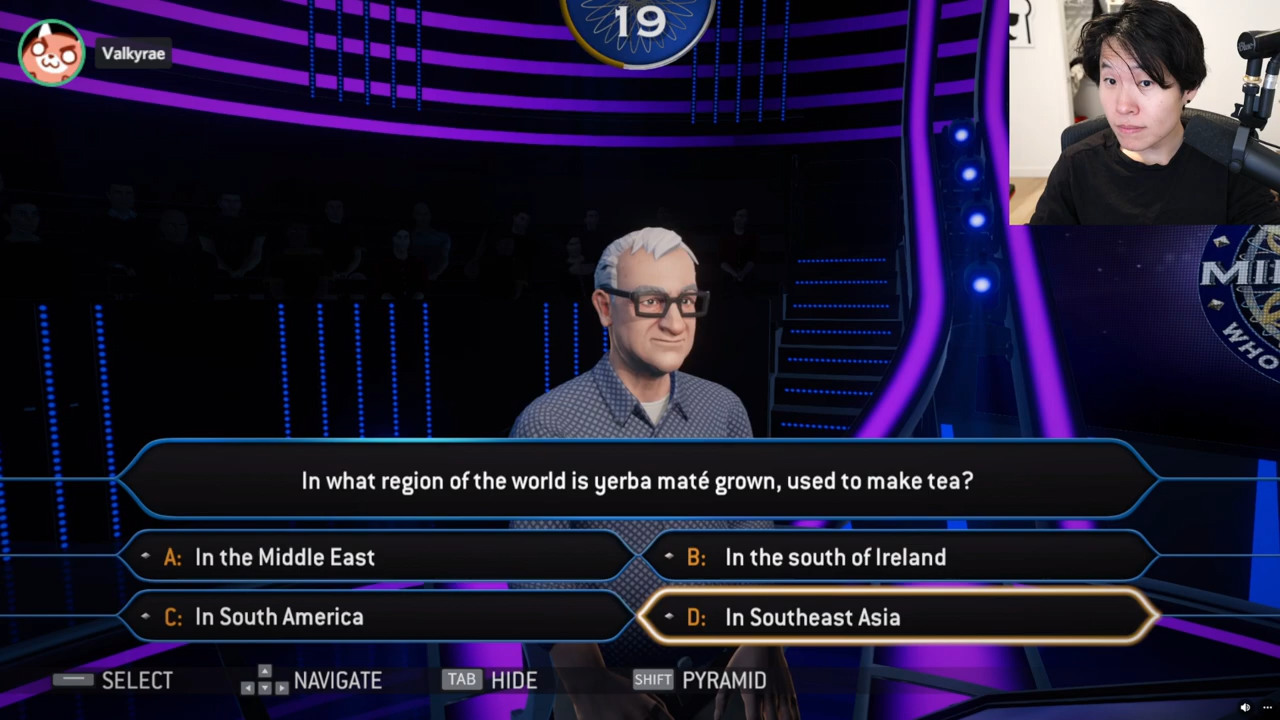 19
Valkyrae
WHO
In what region of the world is yerba maté grown, used to make tea?
A: In the Middle East
B: In the south of Ireland
C: In South America
D: In Southeast Asia
SELECT
NAVIGATE
TAB HIDE
SHIFT PYRAMID